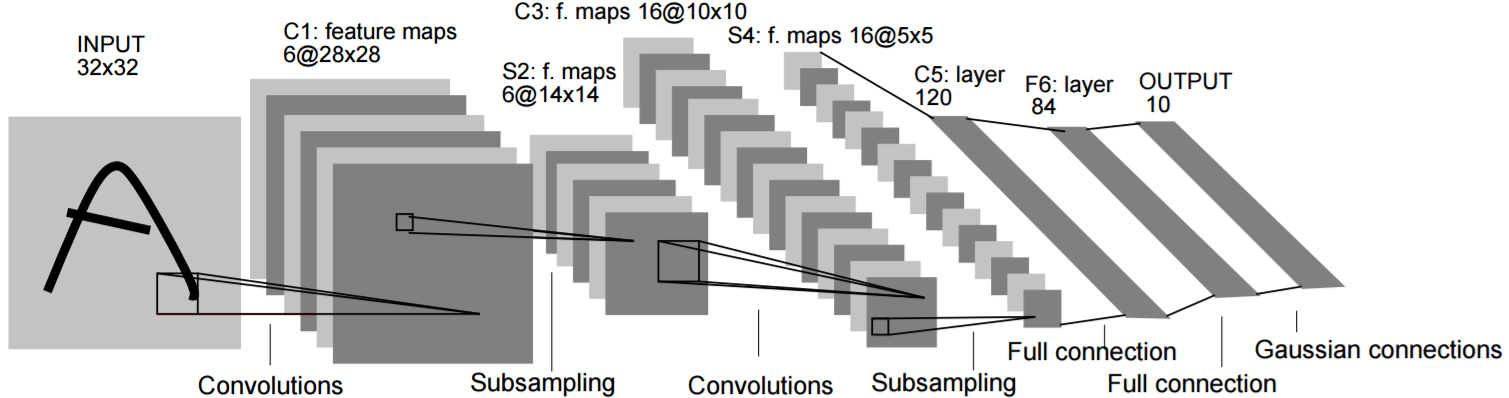 INPUT
32x32
C1: feature maps
6@28x28
S2: f. maps
6@14x14
C3: f. maps 16@10x10
S4: f. maps 16@5x5
C5: layer
120
F6: layer
84
OUTPUT
10
Convolutions
Subsampling
Convolutions
Subsampling
Full connection
Full connection
Gaussian connections